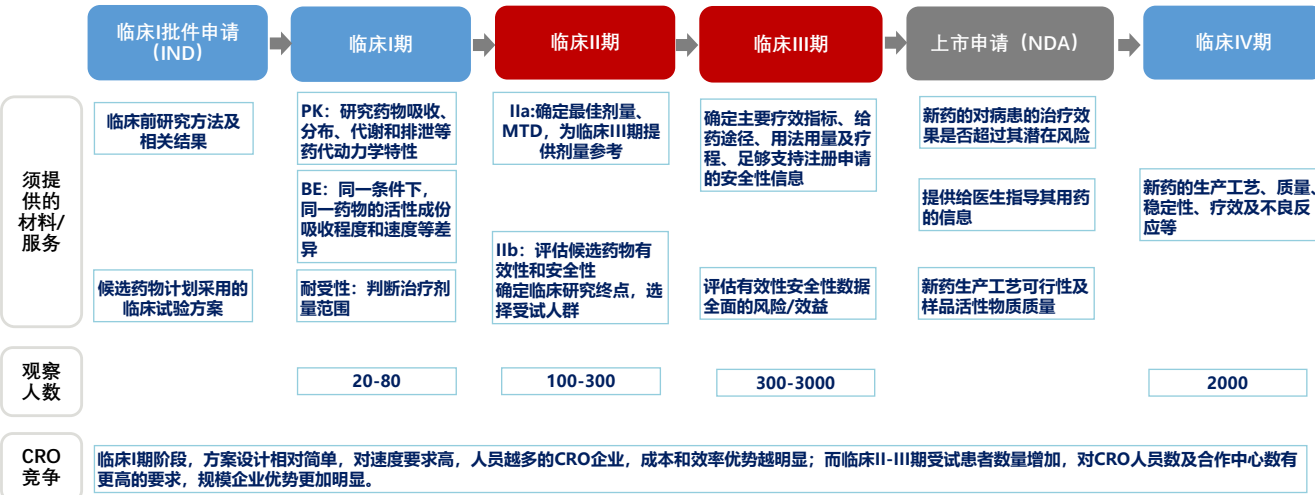 临床I批件申请
（IND）
临床I期
临床II期
临床III期
上市申请（NDA）
临床IV期
须提
供的
材料/
服务
临床前研究方法及
相关结果
候选药物计划采用的
临床试验方案
PK：研究药物吸收、
分布、代谢和排泄等
药代动力学特性
BE：同一条件下，
同一药物的活性成份
吸收程度和速度等差
异
耐受性：判断治疗剂
量范围
IIa:确定最佳剂量、
MTD，为临床III期提
供剂量参考
IIb：评估候选药物有
效性和安全性
确定临床研究终点，选
择受试人群
确定主要疗效指标、给
药途径、用法用量及疗
程、足够支持注册申请
的安全性信息
评估有效性安全性数据
全面的风险/效益
新药的对病患的治疗效
果是否超过其潜在风险
提供给医生指导其用药
的信息
新药生产工艺可行性及
样品活性物质质量
新药的生产工艺、质量、
稳定性、疗效及不良反
应等
观察
人数
20-80
100-300
300-3000
2000
CRO
竞争
临床I期阶段，方案设计相对简单，对速度要求高，人员越多的CRO企业，成本和效率优势越明显；而临床II-III期受试患者数量增加，对CRO人员数及合作中心数有
更高的要求，规模企业优势更加明显。